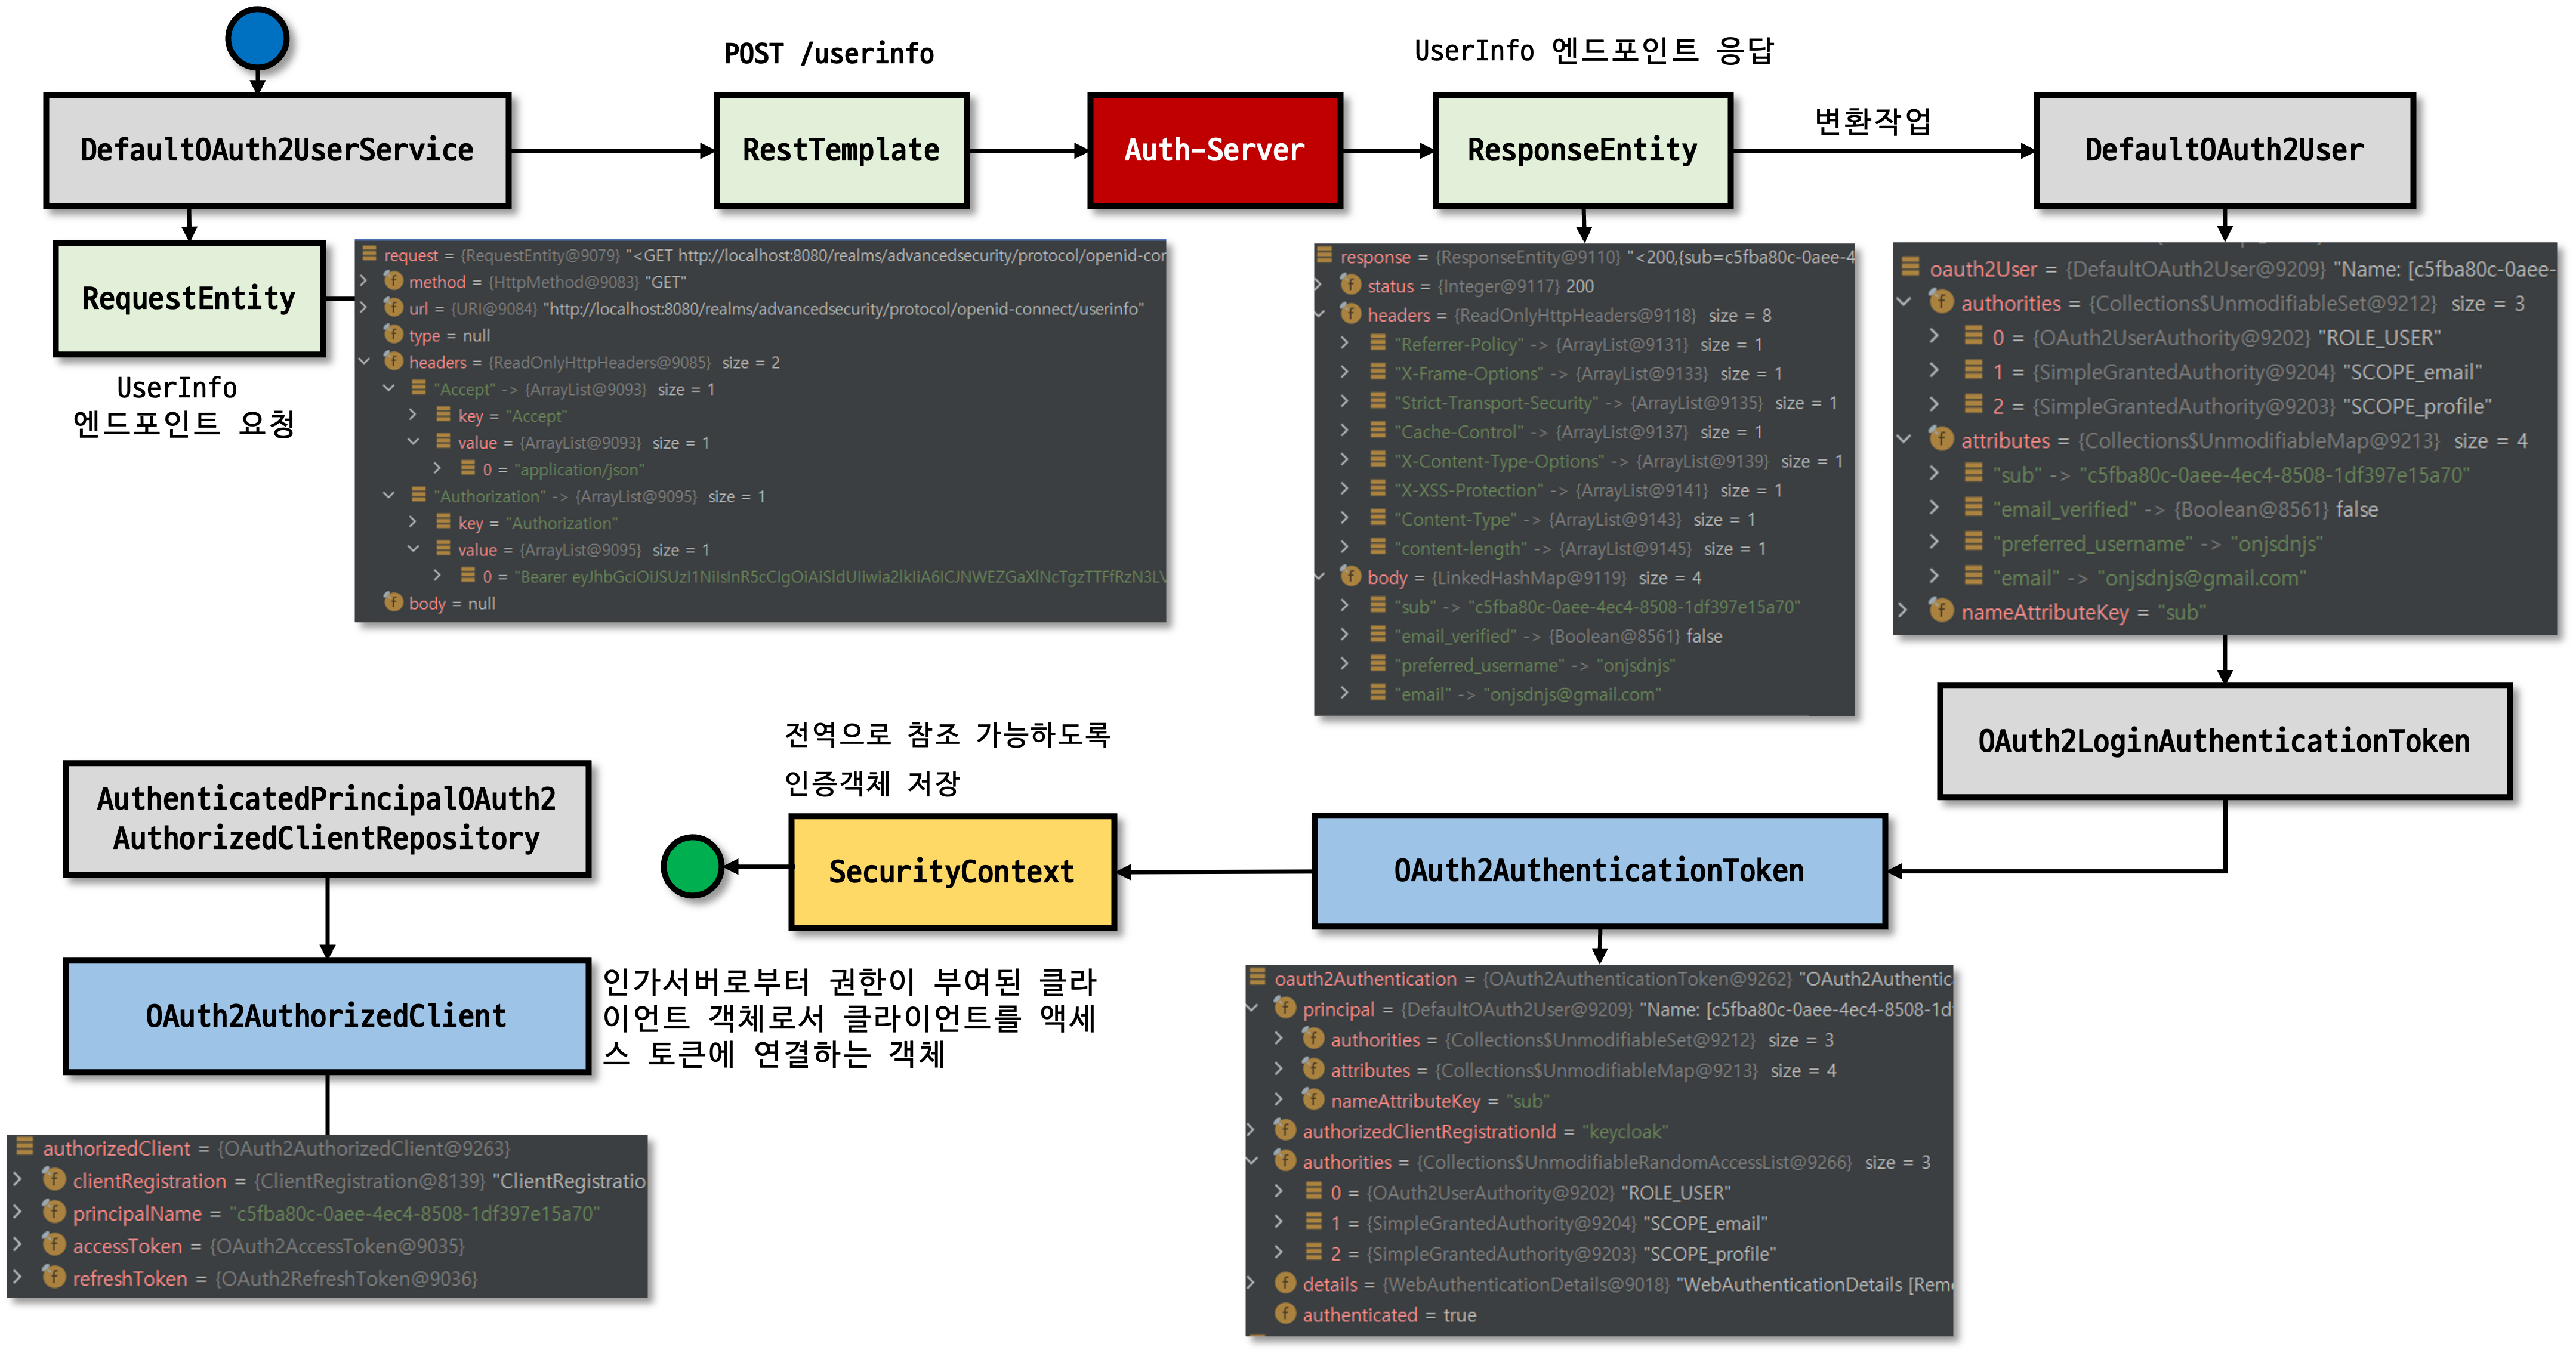 POST /userinfo
UserInfo 엔드포인트 응답
변환작업
DefaultOAuth2UserService
RestTemplate
Auth-Server
ResponseEntity
DefaultOAuth2User
RequestEntity
UserInfo
엔드포인트 요청
request = {RequestEntity@9079} "<GET http://localhost:8080/realms/advancedsecurity/protocol/openid-cor
method = {HttpMethod@9083} "GET"
url = {URI@9084} "http://localhost:8080/realms/advancedsecurity/protocol/openid-connect/userinfo"
type = null
headers = {ReadOnlyHttpHeaders@9085} size = 2
"Accept" -> {ArrayList@9093} size = 1
key = "Accept"
value = {ArrayList@9093} size = 1
0 = "application/json"
"Authorization" -> {ArrayList@9095} size = 1
key = "Authorization"
value = {ArrayList@9095} size = 1
0 = "Bearer
body = null
response = {ResponseEntity@9110} "<200,{sub=c5fba80c-0aee-4
status = {Integer@9117} 200
headers = {ReadOnlyHttpHeaders@9118} size = 8
"Referrer-Policy" -> {ArrayList@9131} size = 1
"X-Frame-Options" -> {ArrayList@9133} size = 1
"Strict-Transport-Security" -> {ArrayList@9135} size = 1
"Cache-Control" -> {ArrayList@9137} size = 1
"X-Content-Type-Options" -> {ArrayList@9139} size = 1
"X-XSS-Protection" -> {ArrayList@9141} size = 1
"Content-Type" -> {ArrayList@9143} size = 1
"content-length" -> {ArrayList@9145} size = 1
body = {LinkedHashMap@9119} size = 4
"sub" -> "c5fba80c-0aee-4ec4-8508-1df397e15a70"
"email_verified" -> {Boolean@8561} false
"preferred_username" -> "onjsdnjs"
"email" -> "onjsdnjs@gmail.com"
oauth2User = {DefaultOAuth2User@9209} "Name: [c5fba80c-0aee-
authorities = {Collections$UnmodifiableSet@9212} size = 3
0 = {OAuth2UserAuthority@9202} "ROLE_USER"
1 = {SimpleGrantedAuthority@9204} "SCOPE_email"
2 = {SimpleGrantedAuthority@9203} "SCOPE_profile"
attributes = {Collections$UnmodifiableMap@9213} size = 4
"sub" -> "c5fba80c-0aee-4ec4-8508-1df397e15a70"
"email_verified" -> {Boolean@8561} false
"preferred_username" -> "onjsdnjs"
"email" -> "onjsdnjs@gmail.com"
nameAttributeKey = "sub"
OAuth2LoginAuthenticationToken
전역으로 참조 가능하도록
인증객체 저장
AuthenticatedPrincipalOAuth2
AuthorizedClientRepository
SecurityContext
OAuth2AuthenticationToken
OAuth2AuthorizedClient
인가서버로부터 권한이 부여된 클라
이언트 객체로서 클라이언트를 액세
스 토큰에 연결하는 객체
authorizedClient = {OAuth2AuthorizedClient@9263}
clientRegistration = {ClientRegistration@8139} "ClientRegistratio
principalName = "c5fba80c-0aee-4ec4-8508-1df397e15a70"
accessToken = {OAuth2AccessToken@9035}
refreshToken = {OAuth2RefreshToken@9036}
oauth2Authentication = {OAuth2AuthenticationToken@9262} "OAuth2Authentic
principal = {DefaultOAuth2User@9209} "Name: [c5fba80c-0aee-4ec4-8508-1d
authorities = {Collections$UnmodifiableSet@9212} size = 3
attributes = {Collections$UnmodifiableMap@9213} size = 4
nameAttributeKey = "sub"
authorizedClientRegistrationId = "keycloak"
authorities = {Collections$UnmodifiableRandomAccessList@9266} size = 3
0 = {OAuth2UserAuthority@9202} "ROLE_USER"
1 = {SimpleGrantedAuthority@9204} "SCOPE_email"
2 = {SimpleGrantedAuthority@9203} "SCOPE_profile"
details = {WebAuthenticationDetails@9018} "WebAuthenticationDetails [Rem
authenticated = true